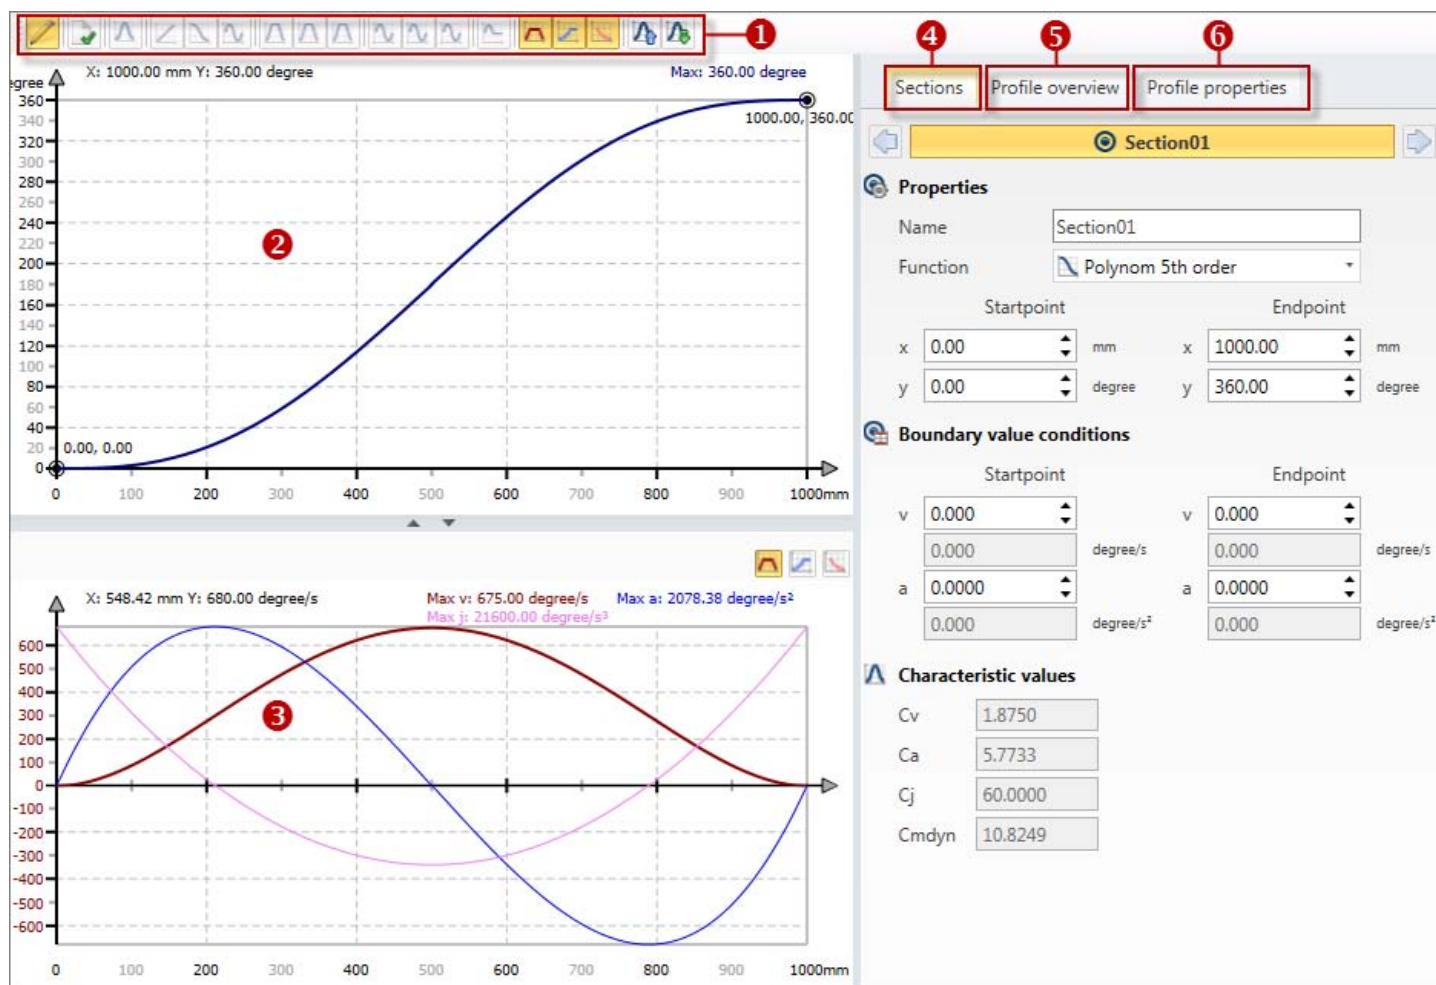 1
4 5 6
X: 1000.00 mm Y: 360.00 degree
Max: 360.00 degree
Sections
Profile overview
Profile properties
gree
360
340
320
300
280
260
240
220
200
180
160
140
120
100
80
60
40
20
0
1000.00, 360.00
2
0.00, 0.00
0 100 200 300 400 500 600 700 800 900 1000mm
Section01
Properties
Name Section01
Function Polynom 5th order
Startpoint Endpoint
x 0.00 mm x 1000.00 mm
y 0.00 degree y 360.00 degree
Boundary value conditions
Startpoint Endpoint
v 0.000 v 0.000
0.000 degree/s 0.000 degree/s
a 0.0000 a 0.0000
0.000 degree/s² 0.000 degree/s²
Characteristic values
Cv 1.8750
Ca 5.7733
Cj 60.0000
Cmdyn 10.8249
X: 548.42 mm Y: 680.00 degree/s
Max v: 675.00 degree/s Max a: 2078.38 degree/s²
Max j: 21600.00 degree/s³
600
500
400
300
200
100
0
-100
-200
-300
-400
-500
-600
3
0 100 200 300 400 500 600 700 800 900 1000mm